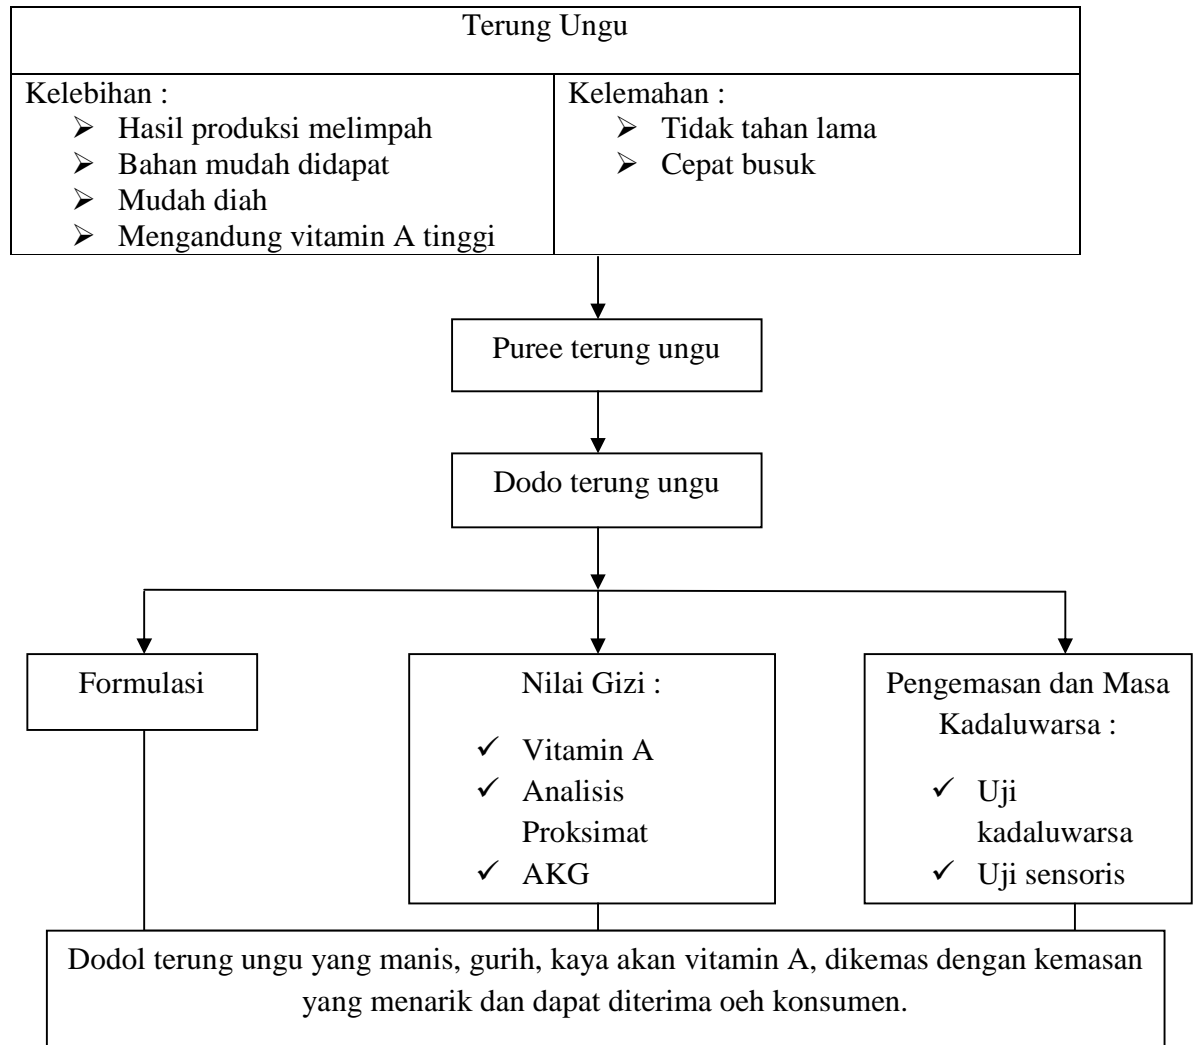 Terung Ungu
Kelebihan :
➢ Hasil produksi melimpah
➢ Bahan mudah didapat
➢ Mudah diah
➢ Mengandung vitamin A tinggi
Kelemahan :
➢ Tidak tahan lama
➢ Cepat busuk
Puree terung ungu
Dodo terung ungu
Formulasi
Nilai Gizi :
✓ Vitamin A
✓ Analisis
Proksimat
✓ AKG
Pengemasan dan Masa
Kadaluwarsa :
✓ Uji
kadaluwarsa
✓ Uji sensoris
Dodol terung ungu yang manis, gurih, kaya akan vitamin A, dikemas dengan kemasan
yang menarik dan dapat diterima oeh konsumen.